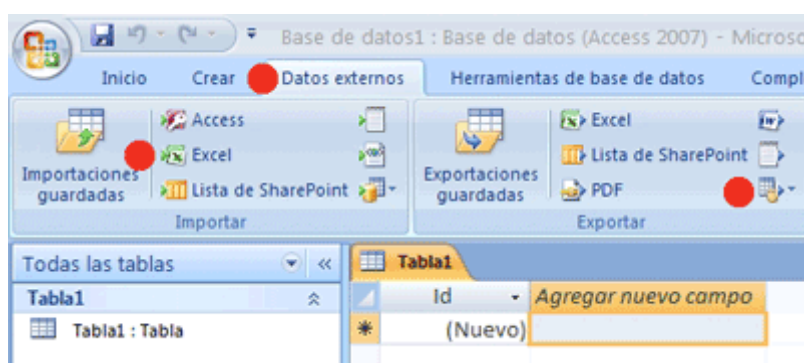 Base de datos1 : Base de datos (Access 2007) - Microso
Inicio Crear Datos externos Herramientas de base de datos Compl
Importaciones guardadas
Access
Excel
Lista de SharePoint
Importar
Exportaciones guardadas
Excel
Lista de SharePoint
PDF
Exportar
Todas las tablas
Tabla1
Tabla1 : Tabla
Tabla1
Id Agregar nuevo campo
(Nuevo)